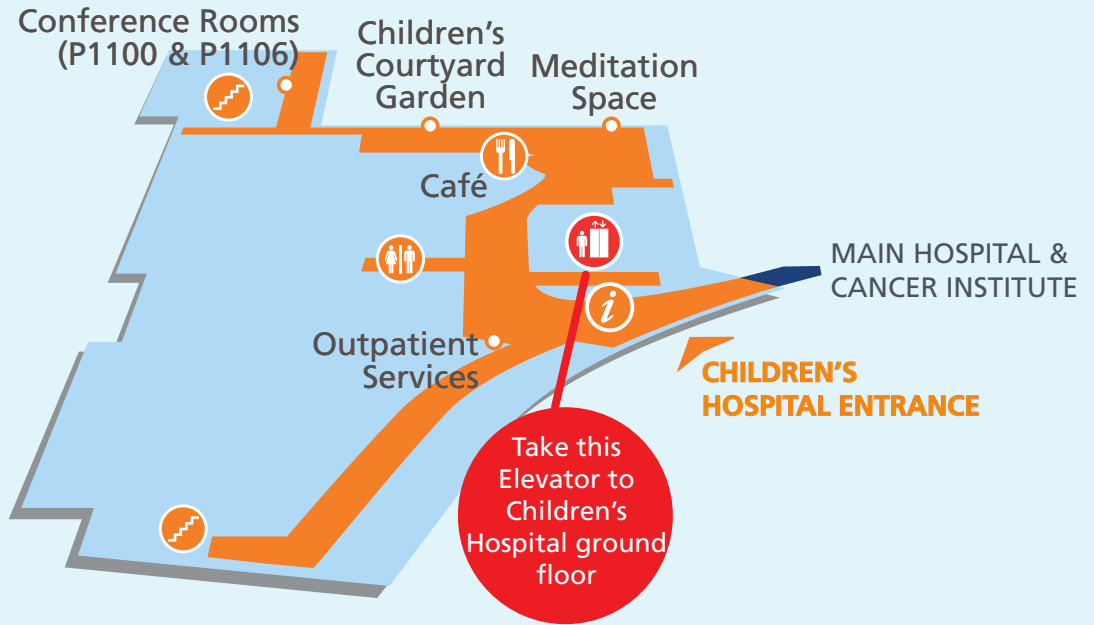 Conference Rooms
(P1100 & P1106)
Children's
Courtyard
Garden
Meditation
Space
Café
MAIN HOSPITAL &
CANCER INSTITUTE
i
Outpatient
Services
CHILDREN'S
HOSPITAL ENTRANCE
Take this
Elevator to
Children's
Hospital ground
floor